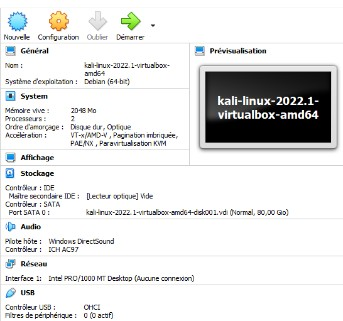 Nouvelle Configuration Oublier Démarrer
Général
Nom : kali-linux-2022.1-virtualbox-
amd64
Système d'exploitation : Debian (64-bit)
System
Mémoire vive : 2048 Mo
Processeurs : 2
Ordre d'amorçage : Disque dur, Optique
Accélération : VT-x/AMD-V , Pagination imbriquée,
PAE/NX , Paravirtualisation KVM
Prévisualisation
kali-linux-2022.1-
virtualbox-amd64
Affichage
Stockage
Contrôleur : IDE
Maître secondaire IDE : [Lecteur optique] Vide
Contrôleur : SATA
Port SATA 0 : kali-linux-2022.1-virtualbox-amd64-disk001.vdi (Normal, 80,00 Gio)
Audio
Pilote hôte : Windows DirectSound
Contrôleur : ICH AC97
Réseau
Interface 1: Intel PRO/1000 MT Desktop (Aucune connexion)
USB
Contrôleur USB : OHCI
Filtres de périphérique : 0 (0 actif)